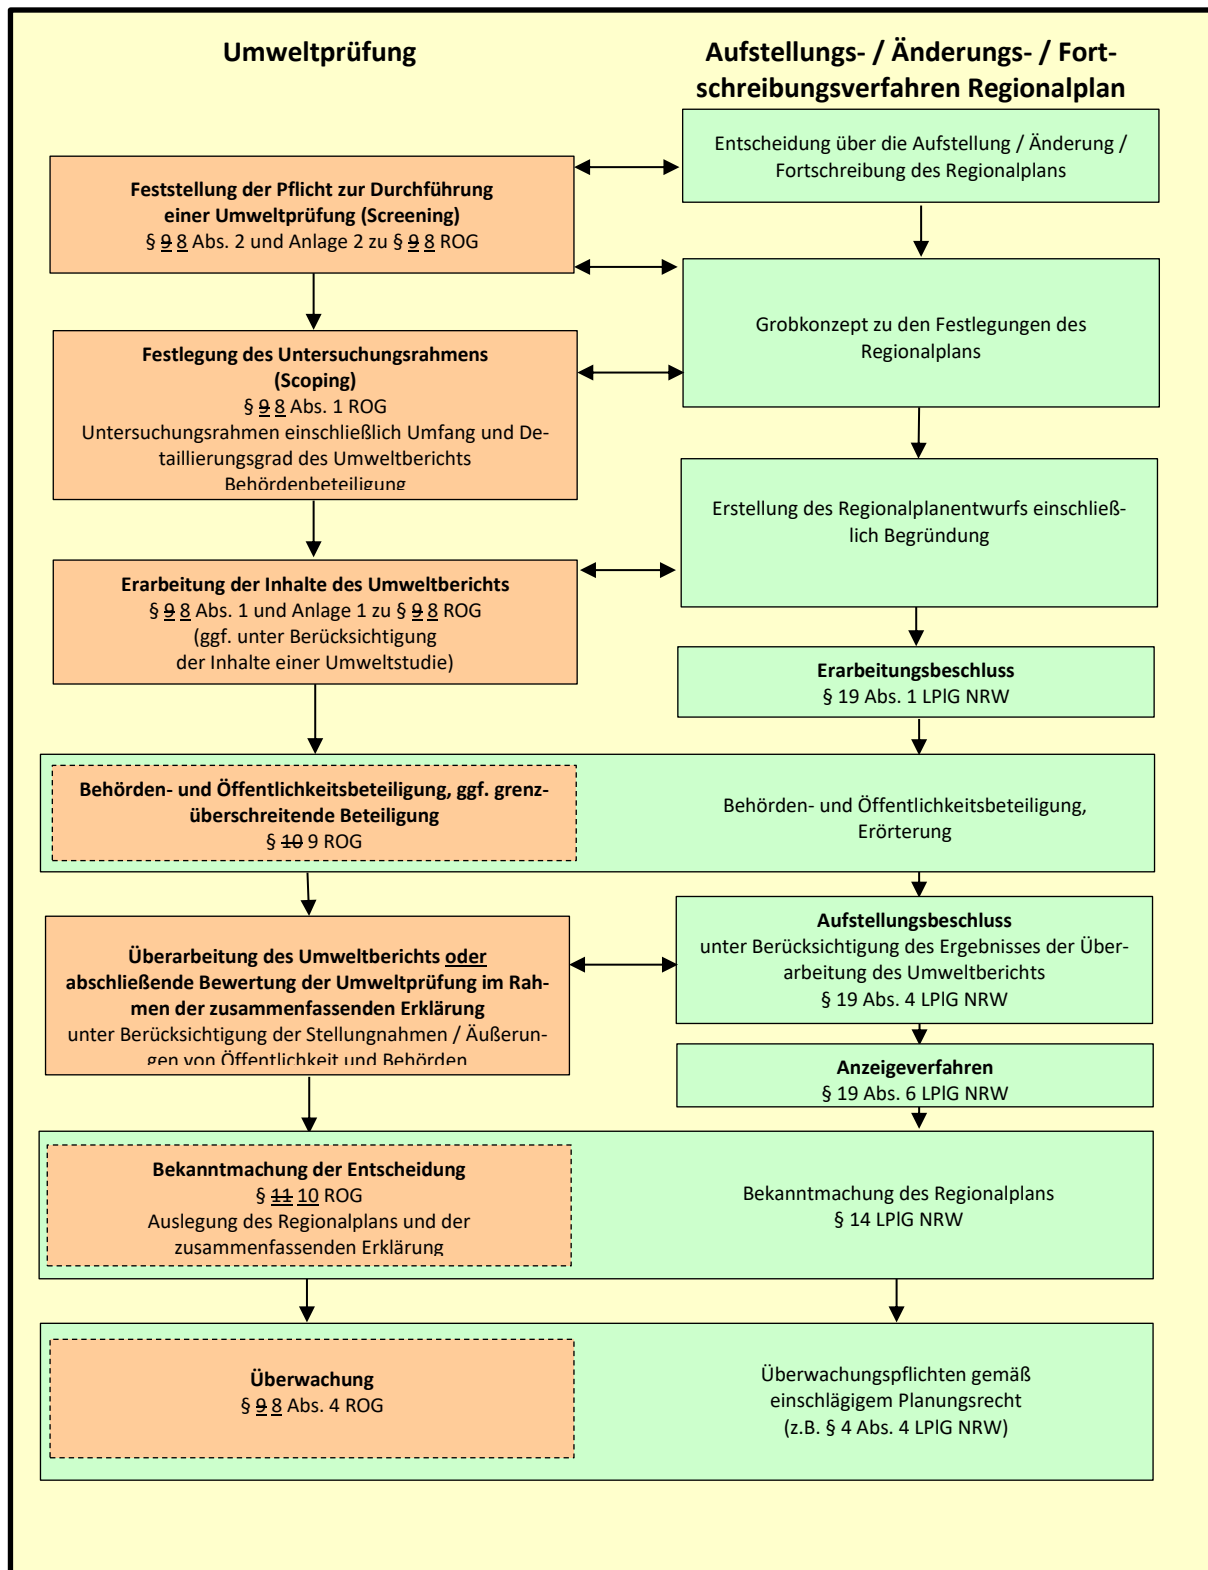 Umweltprüfung
Aufstellungs- / Änderungs- / Fort-
schreibungsverfahren Regionalplan
Entscheidung über die Aufstellung / Änderung /
Fortschreibung des Regionalplans
Feststellung der Pflicht zur Durchführung
einer Umweltprüfung (Screening)
§ 9 8 Abs. 2 und Anlage 2 zu § 9 8 ROG
Grobkonzept zu den Festlegungen des
Regionalplans
Festlegung des Untersuchungsrahmens
(Scoping)
§ 9 8 Abs. 1 ROG
Untersuchungsrahmen einschließlich Umfang und De-
taillierungsgrad des Umweltberichts
Behördenbeteiligung
Erstellung des Regionalplanentwurfs einschließ-
lich Begründung
Erarbeitung der Inhalte des Umweltberichts
§ 9 8 Abs. 1 und Anlage 1 zu § 9 8 ROG
(ggf. unter Berücksichtigung
der Inhalte einer Umweltstudie)
Erarbeitungsbeschluss
§ 19 Abs. 1 LPlG NRW
Behörden- und Öffentlichkeitsbeteiligung, ggf. grenz-
überschreitende Beteiligung
§ 10 9 ROG
Behörden- und Öffentlichkeitsbeteiligung,
Erörterung
Überarbeitung des Umweltberichts oder
abschließende Bewertung der Umweltprüfung im Rah-
men der zusammenfassenden Erklärung
unter Berücksichtigung der Stellungnahmen / Äußerun-
gen von Öffentlichkeit und Behörden
Aufstellungsbeschluss
unter Berücksichtigung des Ergebnisses der Über-
arbeitung des Umweltberichts
§ 19 Abs. 4 LPlG NRW
Anzeigeverfahren
§ 19 Abs. 6 LPlG NRW
Bekanntmachung der Entscheidung
§ 11 10 ROG
Auslegung des Regionalplans und der
zusammenfassenden Erklärung
Bekanntmachung des Regionalplans
§ 14 LPlG NRW
Überwachung
§ 9 8 Abs. 4 ROG
Überwachungspflichten gemäß
einschlägigem Planungsrecht
(z.B. § 4 Abs. 4 LPlG NRW)